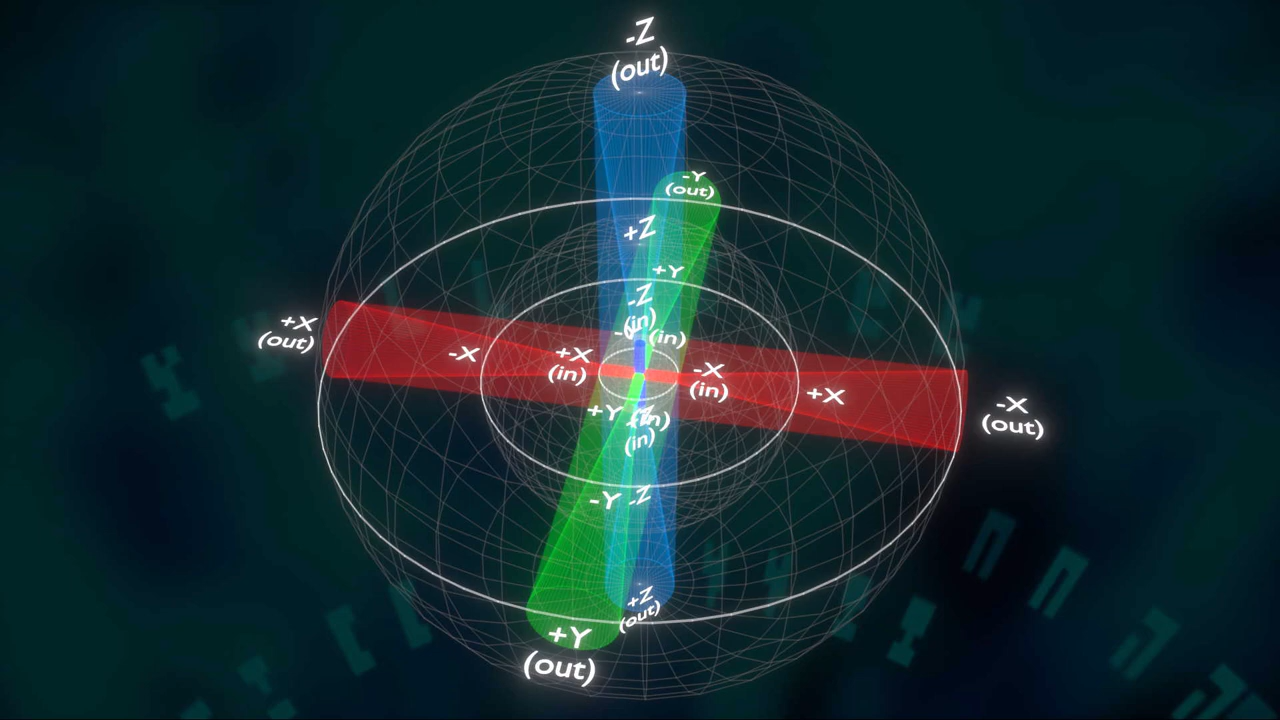 -Z
(out)
-Y
(out)
+Z
+Y
-Z
(in)
(in)
+X
(out)
-X
+X
(in)
-X
(in)
+X
-X
(out)
+Y
(in)
-Y
-Z
+Z
(out)
+Y
(out)